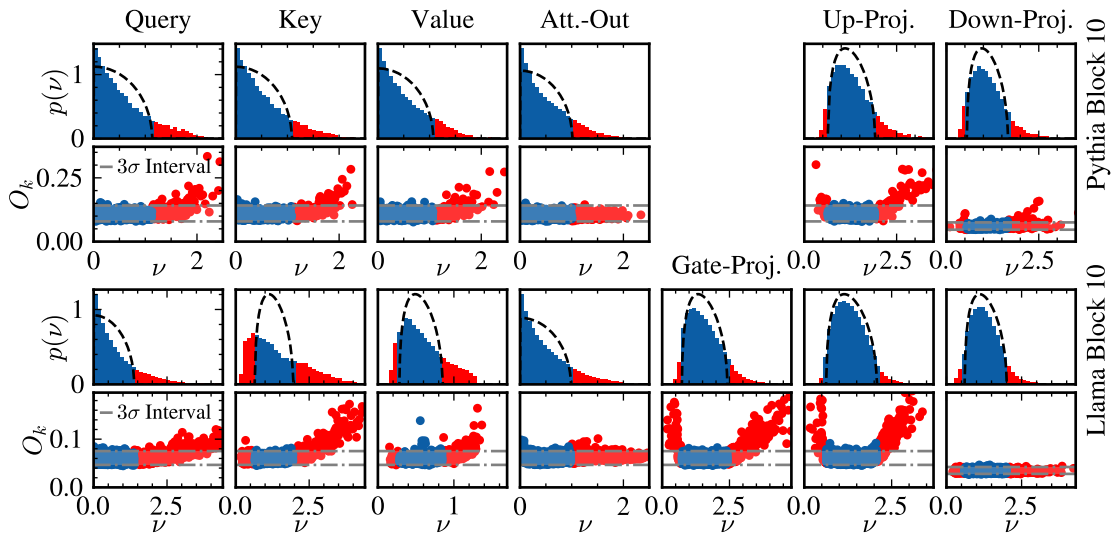 Query Key Value Att.-Out Up-Proj. Down-Proj.
Pythia Block 10
p(ν)
1
0
3σ Interval
O_k
0.25
0.00
0 2 0 2 0 2 0 2 0.0 2.5 0.0 2.5
ν ν ν ν ν ν
Gate-Proj.
Llama Block 10
p(ν)
1
0
3σ Interval
O_k
0.1
0.0
0.0 2.5 0.0 2.5 0 1 0 2 0.0 2.5 0.0 2.5 0.0 2.5
ν ν ν ν ν ν ν